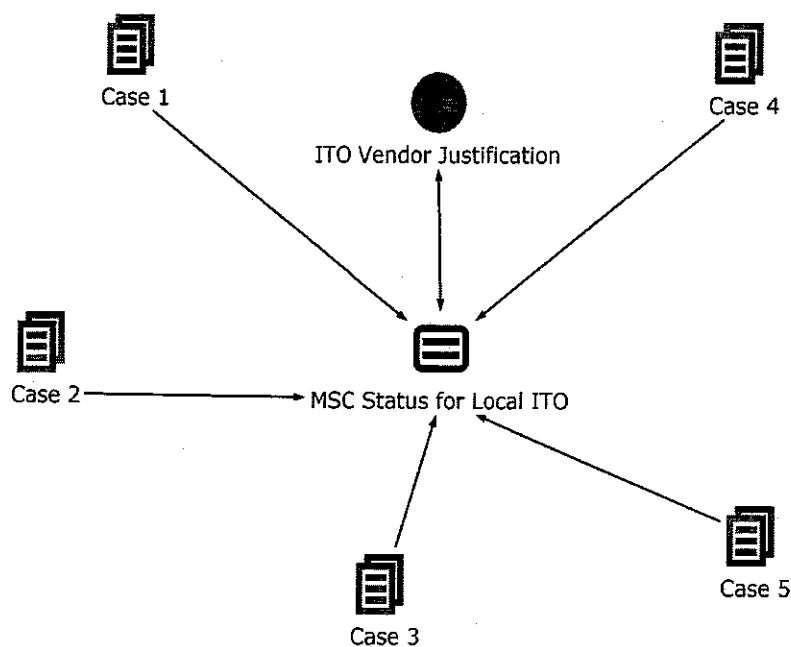 Case 1
Case 4
ITO Vendor Justification
Case 2
MSC Status for Local ITO
Case 5
Case 3